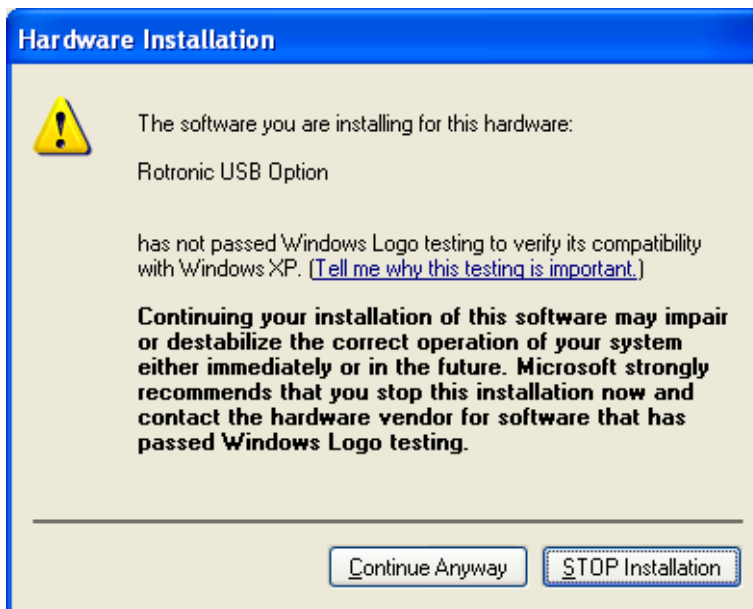 Hardware Installation
The software you are installing for this hardware:
Rotronic USB Option
has not passed Windows Logo testing to verify its compatibility
with Windows XP. (Tell me why this testing is important.)
Continuing your installation of this software may impair
or destabilize the correct operation of your system
either immediately or in the future. Microsoft strongly
recommends that you stop this installation now and
contact the hardware vendor for software that has
passed Windows Logo testing.
Continue Anyway
STOP Installation